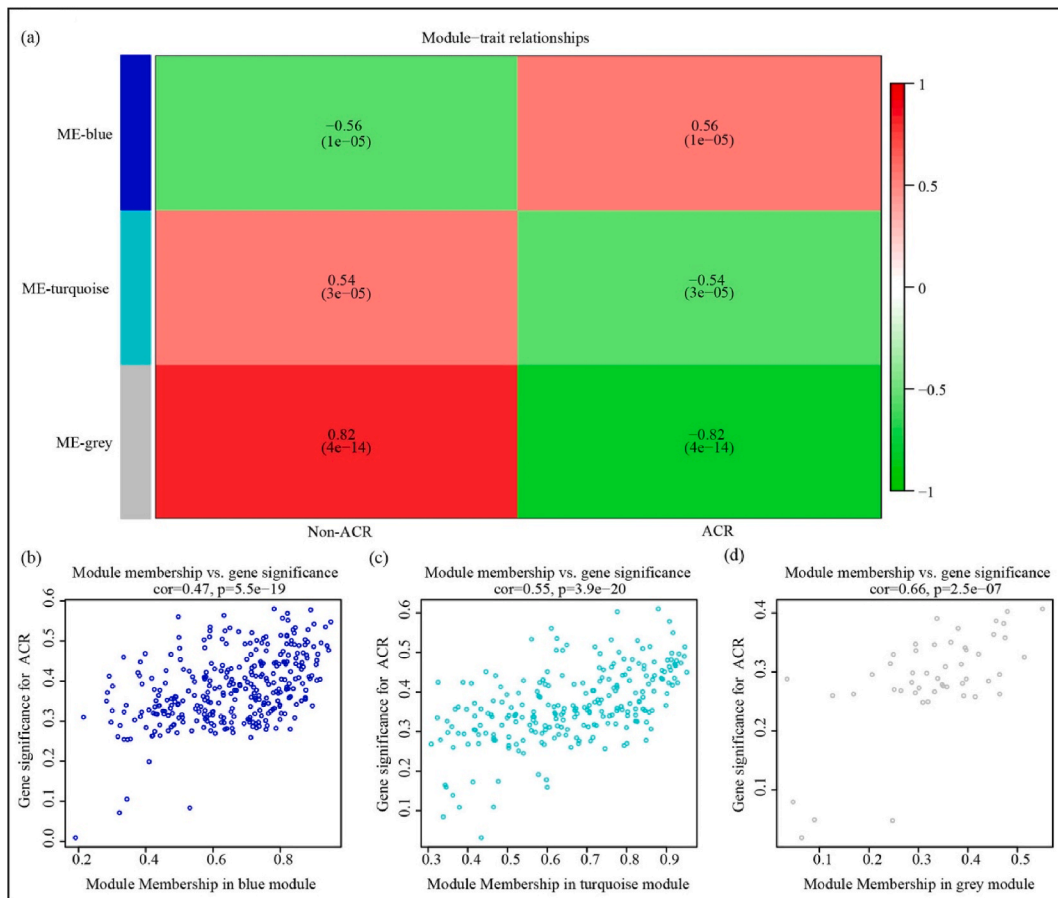 (a)
Module−trait relationships
ME-blue
−0.56
(1e−05)
0.56
(1e−05)
ME-turquoise
0.54
(3e−05)
−0.54
(3e−05)
ME-grey
0.82
(4e−14)
−0.82
(4e−14)
Non-ACR
ACR
1
0.5
0
−0.5
−1
(b)
Module membership vs. gene significance
cor=0.47, p=5.5e−19
Gene significance for ACR
0.6
0.5
0.4
0.3
0.2
0.1
0.0
0.2 0.4 0.6 0.8
Module Membership in blue module
(c)
Module membership vs. gene significance
cor=0.55, p=3.9e−20
Gene significance for ACR
0.6
0.5
0.4
0.3
0.2
0.1
0.3 0.4 0.5 0.6 0.7 0.8 0.9
Module Membership in turquoise module
(d)
Module membership vs. gene significance
cor=0.66, p=2.5e−07
Gene significance for ACR
0.4
0.3
0.2
0.1
0.1 0.2 0.3 0.4 0.5
Module Membership in grey module